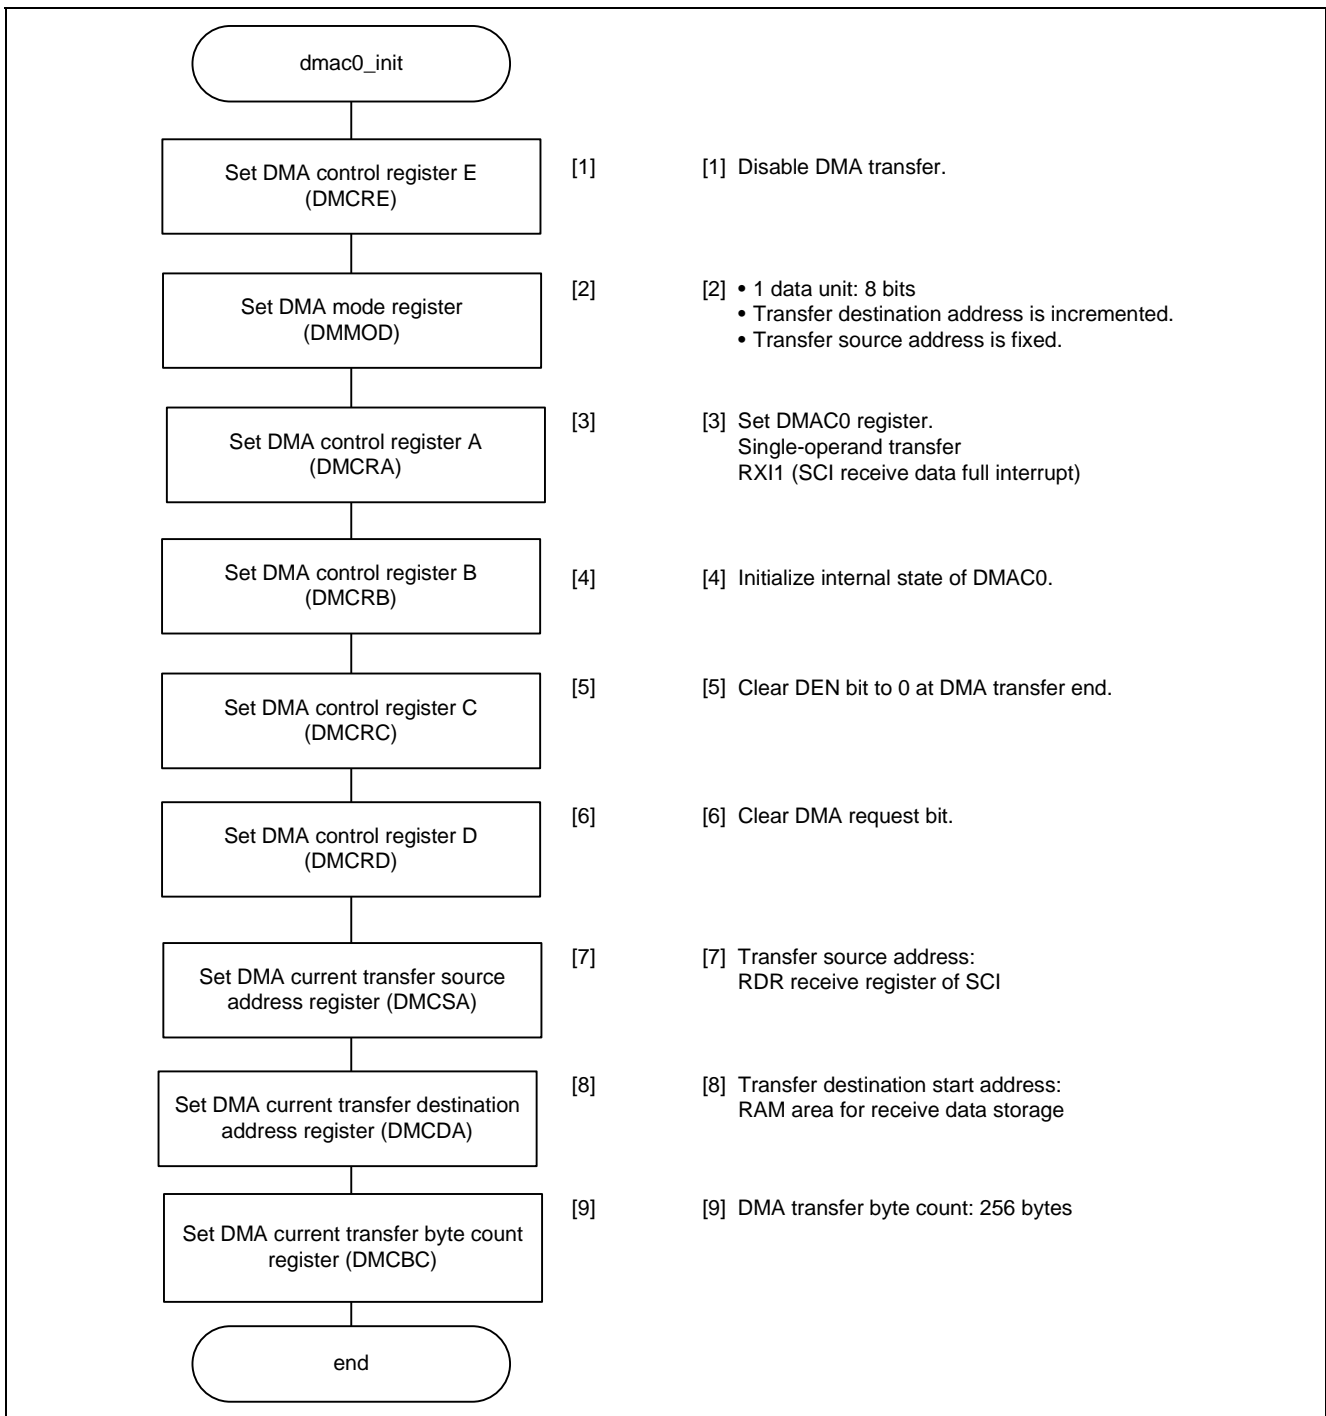 dmac0_init
Set DMA control register E
(DMCRE)
[1]
[1] Disable DMA transfer.
Set DMA mode register
(DMMOD)
[2]
[2] • 1 data unit: 8 bits
• Transfer destination address is incremented.
• Transfer source address is fixed.
Set DMA control register A
(DMCRA)
[3]
[3] Set DMAC0 register.
Single-operand transfer
RXI1 (SCI receive data full interrupt)
Set DMA control register B
(DMCRB)
[4]
[4] Initialize internal state of DMAC0.
Set DMA control register C
(DMCRC)
[5]
[5] Clear DEN bit to 0 at DMA transfer end.
Set DMA control register D
(DMCRD)
[6]
[6] Clear DMA request bit.
Set DMA current transfer source
address register (DMCSA)
[7]
[7] Transfer source address:
RDR receive register of SCI
Set DMA current transfer destination
address register (DMCDA)
[8]
[8] Transfer destination start address:
RAM area for receive data storage
Set DMA current transfer byte count
register (DMCBC)
[9]
[9] DMA transfer byte count: 256 bytes
end